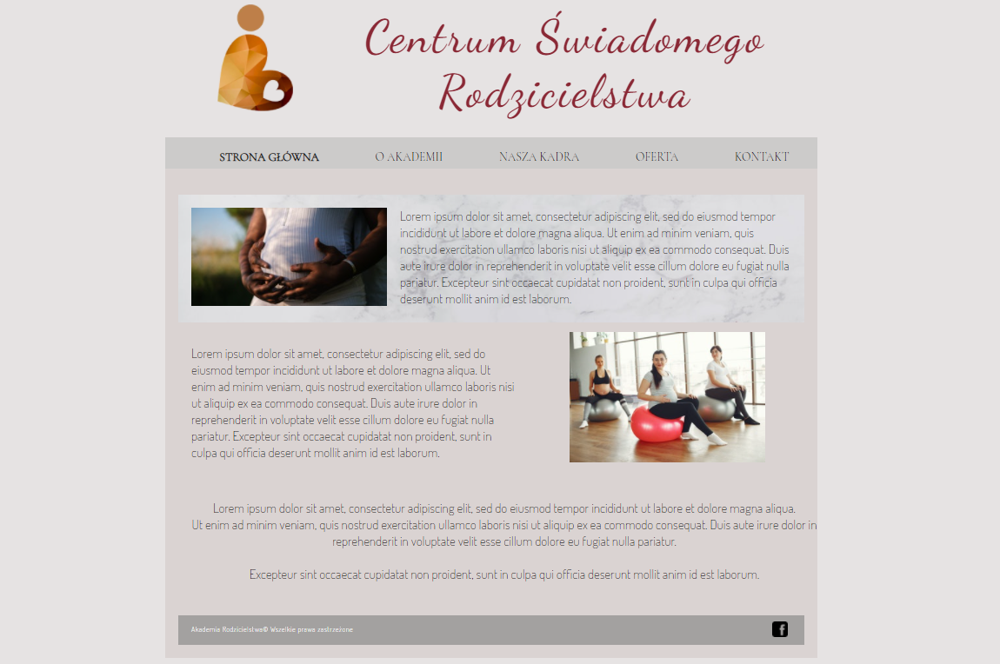 Centrum Świadomego
Rodzicielstwa
STRONA GŁÓWNA O AKADEMII NASZA KADRA OFERTA KONTAKT
Lorem ipsum dolor sit amet, consectetur adipiscing elit, sed do eiusmod tempor
incididunt ut labore et dolore magna aliqua. Ut enim ad minim veniam, quis
nostrud exercitation ullamco laboris nisi ut aliquip ex ea commodo consequat. Duis
aute irure dolor in reprehenderit in voluptate velit esse cillum dolore eu fugiat nulla
pariatur. Excepteur sint occaecat cupidatat non proident, sunt in culpa qui officia
deserunt mollit anim id est laborum.
Lorem ipsum dolor sit amet, consectetur adipiscing elit, sed do
eiusmod tempor incididunt ut labore et dolore magna aliqua. Ut
enim ad minim veniam, quis nostrud exercitation ullamco laboris nisi
ut aliquip ex ea commodo consequat. Duis aute irure dolor in
reprehenderit in voluptate velit esse cillum dolore eu fugiat nulla
pariatur. Excepteur sint occaecat cupidatat non proident, sunt in
culpa qui officia deserunt mollit anim id est laborum.
Lorem ipsum dolor sit amet, consectetur adipiscing elit, sed do eiusmod tempor incididunt ut labore et dolore magna aliqua.
Ut enim ad minim veniam, quis nostrud exercitation ullamco laboris nisi ut aliquip ex ea commodo consequat. Duis aute irure dolor in
reprehenderit in voluptate velit esse cillum dolore eu fugiat nulla pariatur.
Excepteur sint occaecat cupidatat non proident, sunt in culpa qui officia deserunt mollit anim id est laborum.
Akademia Rodzicielstwa© Wszelkie prawa zastrzeżone